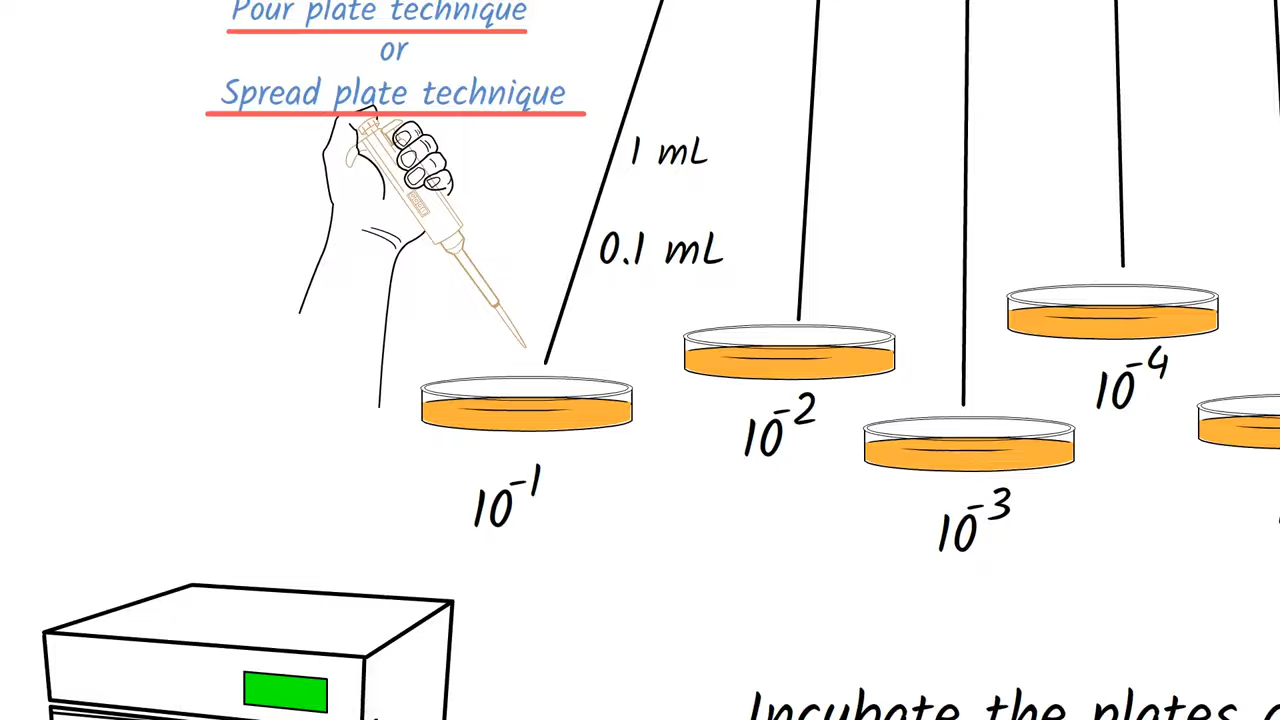 Pour plate technique
or
Spread plate technique
1 mL
0.1 mL
10⁻⁴
10⁻²
10⁻¹
10⁻³
Incubate the plates